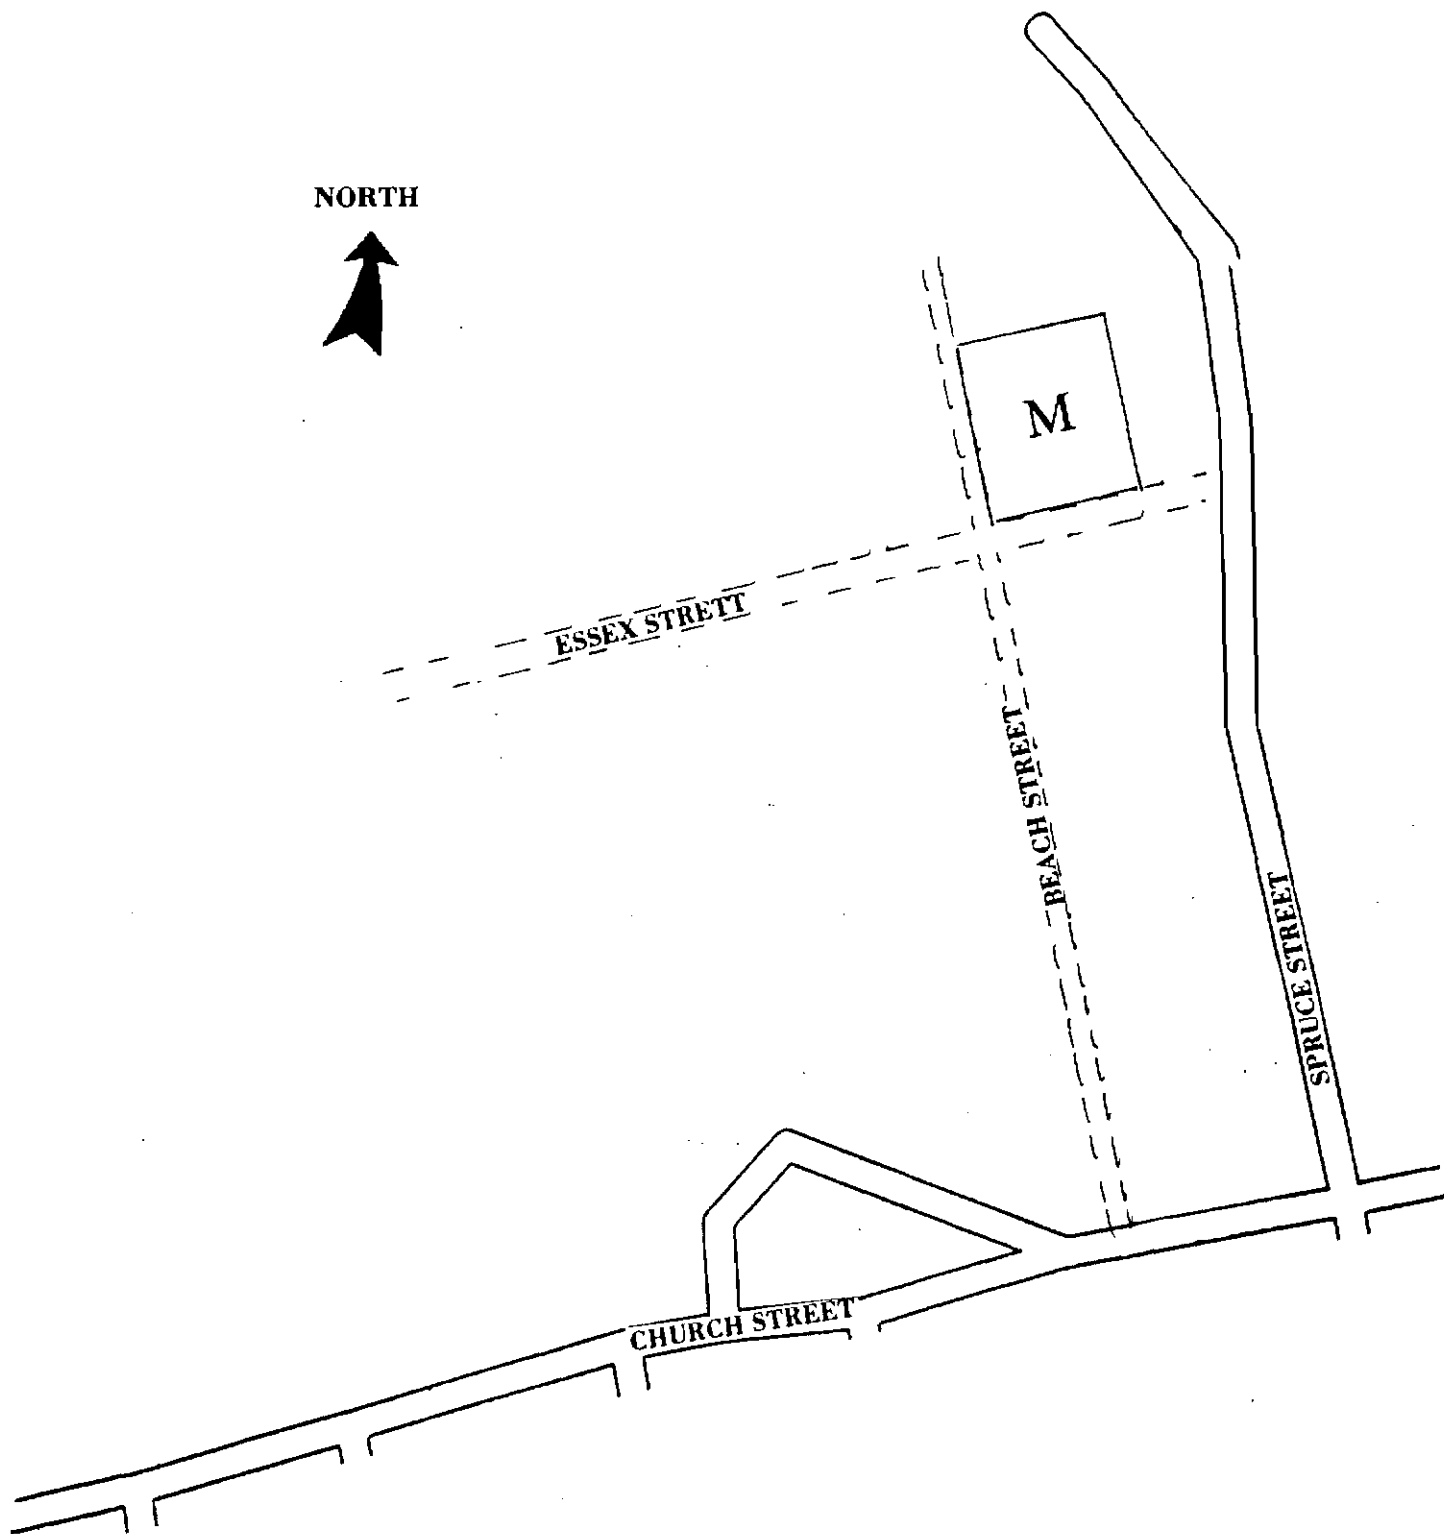 NORTH
M
ESSEX STRETT
BEACH STREET
SPRUCE STREET
CHURCH STREET